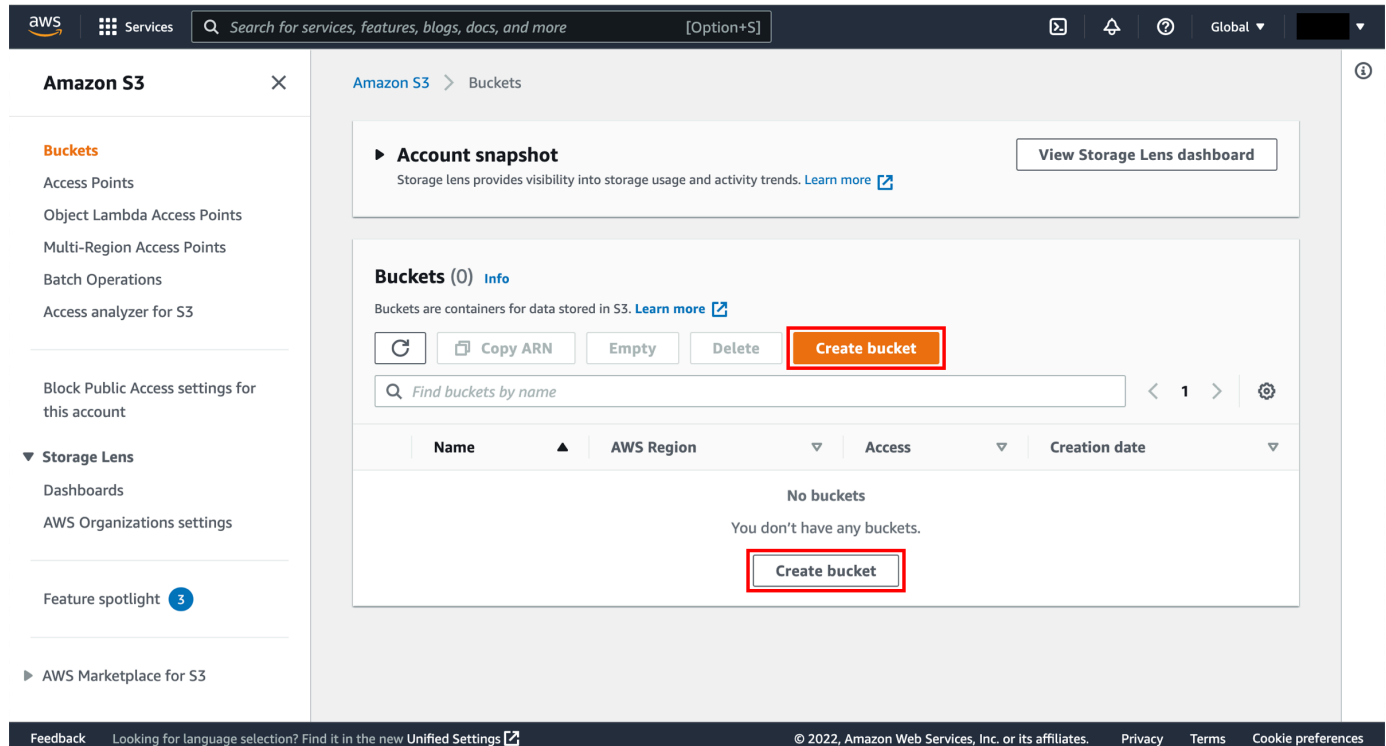 aws
Services
Search for services, features, blogs, docs, and more [Option+S]
Global
Amazon S3
Buckets
Access Points
Object Lambda Access Points
Multi-Region Access Points
Batch Operations
Access analyzer for S3
Block Public Access settings for
this account
Storage Lens
Dashboards
AWS Organizations settings
Feature spotlight 3
AWS Marketplace for S3
Amazon S3 > Buckets
Account snapshot
View Storage Lens dashboard
Storage lens provides visibility into storage usage and activity trends. Learn more
Buckets (0) Info
Buckets are containers for data stored in S3. Learn more
Copy ARN Empty Delete Create bucket
Find buckets by name
1
Name AWS Region Access Creation date
No buckets
You don’t have any buckets.
Create bucket
Feedback Looking for language selection? Find it in the new Unified Settings © 2022, Amazon Web Services, Inc. or its affiliates. Privacy Terms Cookie preferences